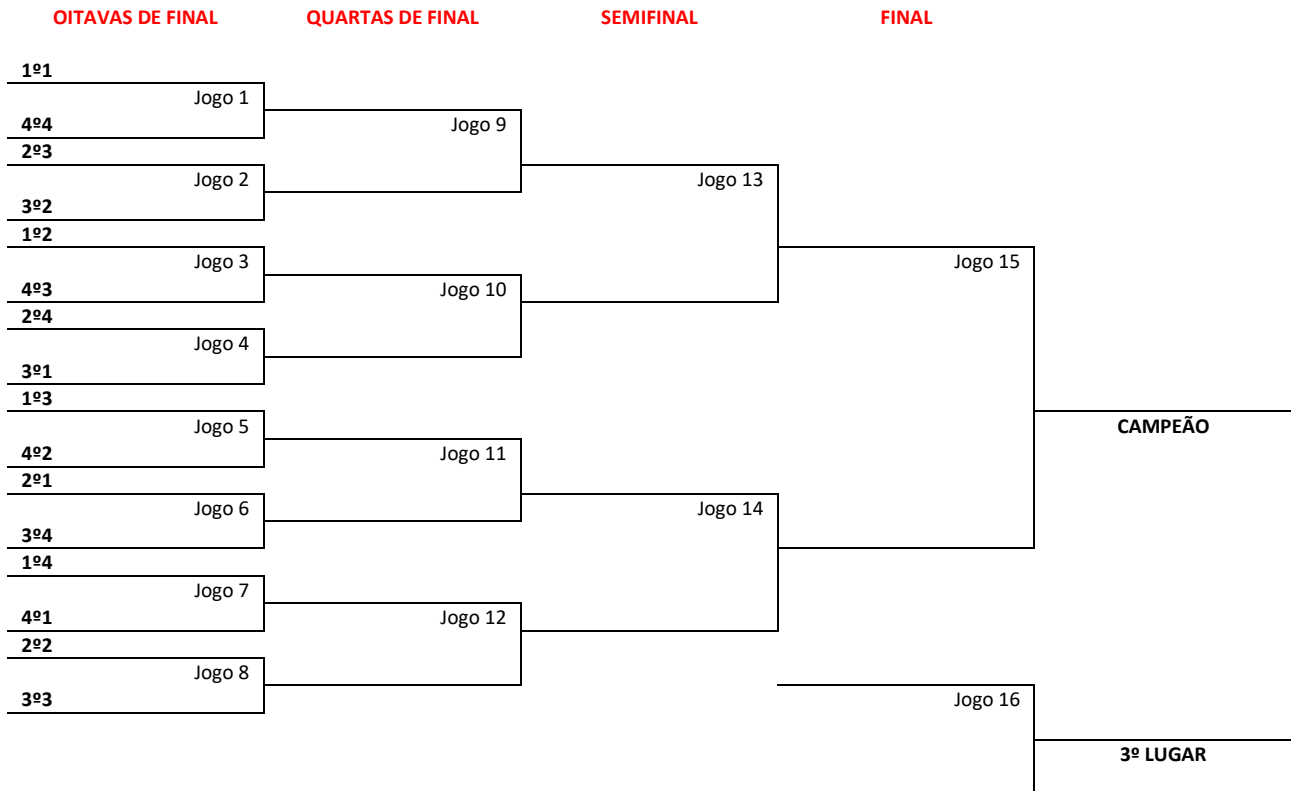 OITAVAS DE FINAL QUARTAS DE FINAL SEMIFINAL FINAL
1º1
Jogo 1
4º4 Jogo 9
2º3
Jogo 2 Jogo 13
3º2
1º2
Jogo 3 Jogo 15
4º3 Jogo 10
2º4
Jogo 4
3º1
1º3
Jogo 5 CAMPEÃO
4º2 Jogo 11
2º1
Jogo 6 Jogo 14
3º4
1º4
Jogo 7
4º1 Jogo 12
2º2
Jogo 8
3º3 Jogo 16
3º LUGAR